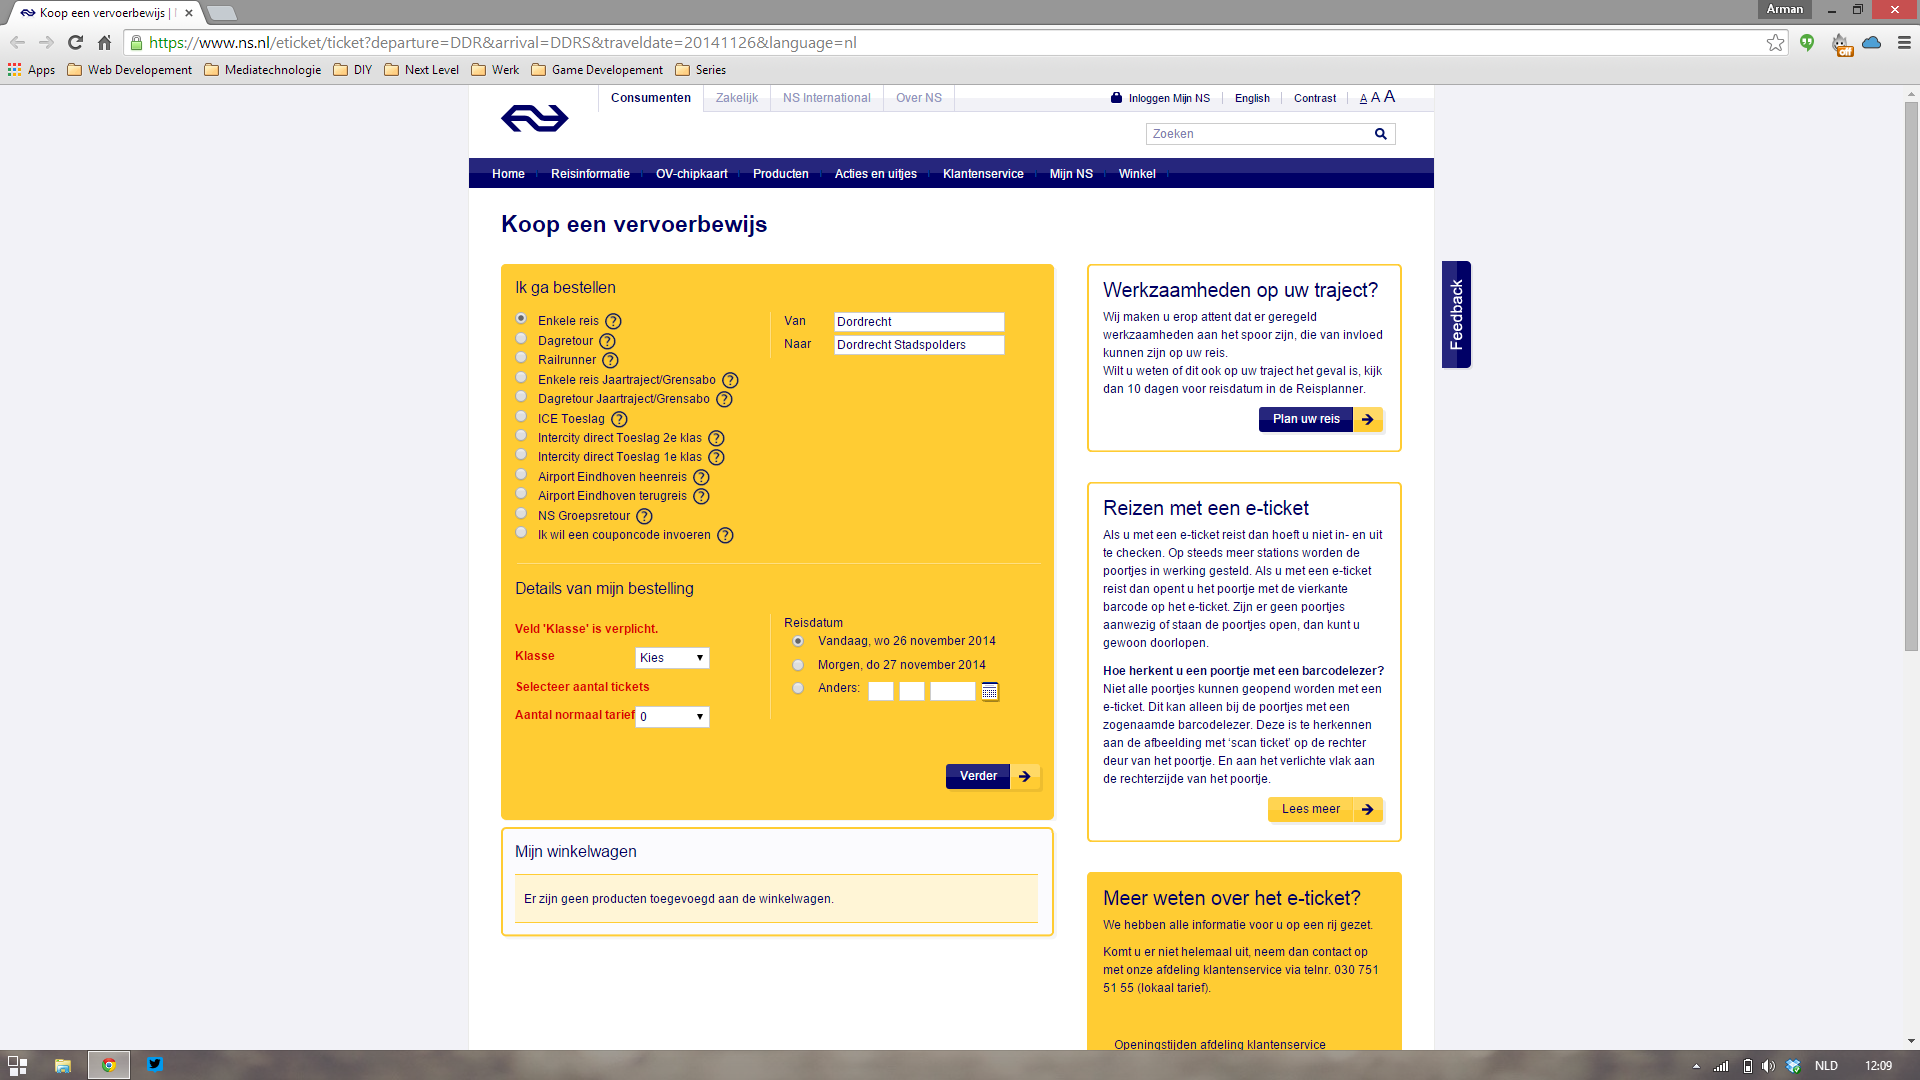 Koop een vervoerbewijs |
Arman
https://www.ns.nl/eticket/ticket?departure=DDR&arrival=DDRS&traveldate=20141126&language=nl
off
Apps Web Developement Mediatechnologie DIY Next Level Werk Game Developement Series
Consumenten Zakelijk NS International Over NS
Inloggen Mijn NS English Contrast A A A
Zoeken
Home Reisinformatie OV-chipkaart Producten Acties en uitjes Klantenservice Mijn NS Winkel
Koop een vervoerbewijs
Ik ga bestellen
Enkele reis ?
Dagretour ?
Railrunner ?
Enkele reis Jaartraject/Grensabo ?
Dagretour Jaartraject/Grensabo ?
ICE Toeslag ?
Intercity direct Toeslag 2e klas ?
Intercity direct Toeslag 1e klas ?
Airport Eindhoven heenreis ?
Airport Eindhoven terugreis ?
NS Groepsretour ?
Ik wil een couponcode invoeren ?
Van Dordrecht
Naar Dordrecht Stadspolders
Details van mijn bestelling
Veld 'Klasse' is verplicht.
Klasse Kies
Selecteer aantal tickets
Aantal normaal tarief 0
Reisdatum
Vandaag, wo 26 november 2014
Morgen, do 27 november 2014
Anders:
Verder
Mijn winkelwagen
Er zijn geen producten toegevoegd aan de winkelwagen.
Werkzaamheden op uw traject?
Wij maken u erop attent dat er geregeld
werkzaamheden aan het spoor zijn, die van invloed
kunnen zijn op uw reis.
Wilt u weten of dit ook op uw traject het geval is, kijk
dan 10 dagen voor reisdatum in de Reisplanner.
Plan uw reis
Reizen met een e-ticket
Als u met een e-ticket reist dan hoeft u niet in- en uit
te checken. Op steeds meer stations worden de
poortjes in werking gesteld. Als u met een e-ticket
reist dan opent u het poortje met de vierkante
barcode op het e-ticket. Zijn er geen poortjes
aanwezig of staan de poortjes open, dan kunt u
gewoon doorlopen.
Hoe herkent u een poortje met een barcodelezer?
Niet alle poortjes kunnen geopend worden met een
e-ticket. Dit kan alleen bij de poortjes met een
zogenaamde barcodelezer. Deze is te herkennen
aan de afbeelding met ‘scan ticket’ op de rechter
deur van het poortje. En aan het verlichte vlak aan
de rechterzijde van het poortje.
Lees meer
Meer weten over het e-ticket?
We hebben alle informatie voor u op een rij gezet.
Komt u er niet helemaal uit, neem dan contact op
met onze afdeling klantenservice via telnr. 030 751
51 55 (lokaal tarief).
Openingstijden afdeling klantenservice
Feedback
NLD 12:09